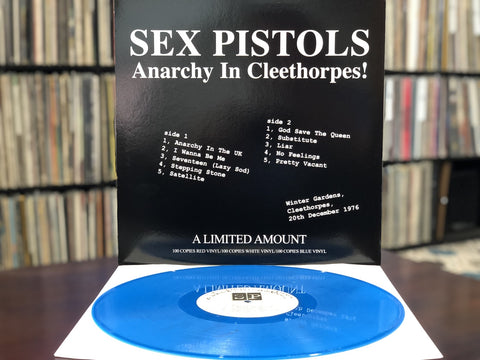 SEX PISTOLS
Anarchy In Cleethorpes!
side 1
1, Anarchy In The UK
2, I Wanna Be Me
3, Seventeen (Lazy Sod)
4, Stepping Stone
5, Satellite
side 2
1, God Save The Queen
2, Substitute
3, Liar
4, No Feelings
5, Pretty Vacant
Winter Gardens,
Cleethorpes,
20th December 1976
A LIMITED AMOUNT
100 COPIES RED VINYL/100 COPIES WHITE VINYL/100 COPIES BLUE VINYL